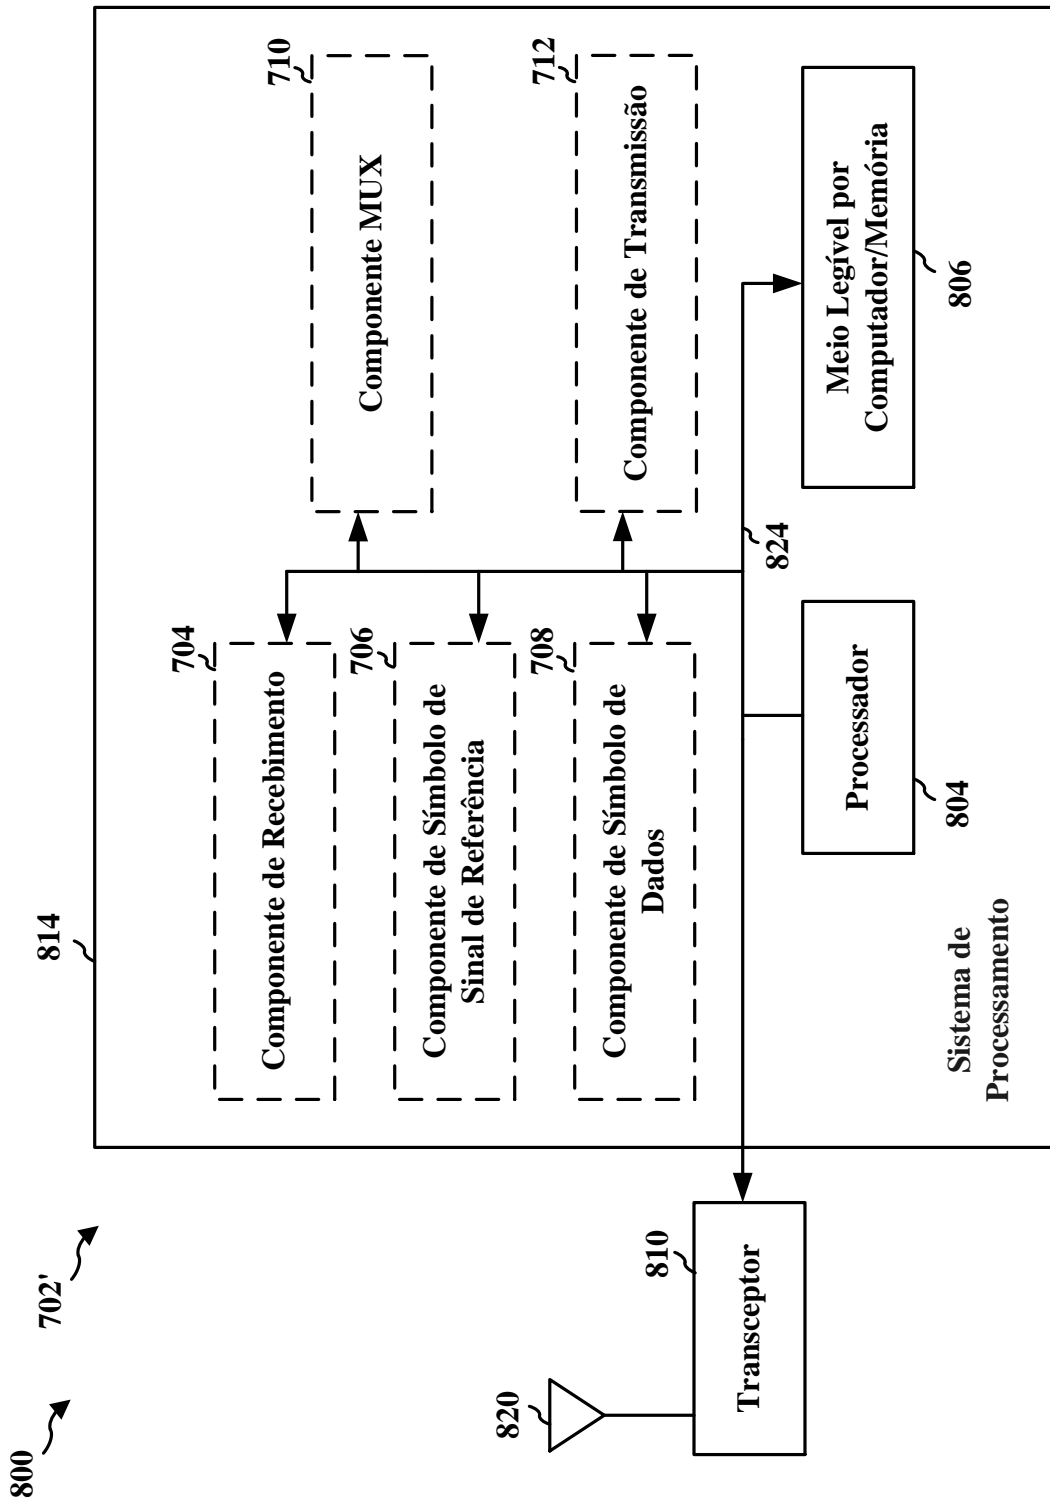 800
702'
814
704
Componente de Recebimento
706
Componente de Símbolo de
Sinal de Referência
708
Componente de Símbolo de
Dados
710
Componente MUX
712
Componente de Transmissão
820
810
Transceptor
824
Processador
804
Meio Legível por
Computador/Memória
806
Sistema de
Processamento